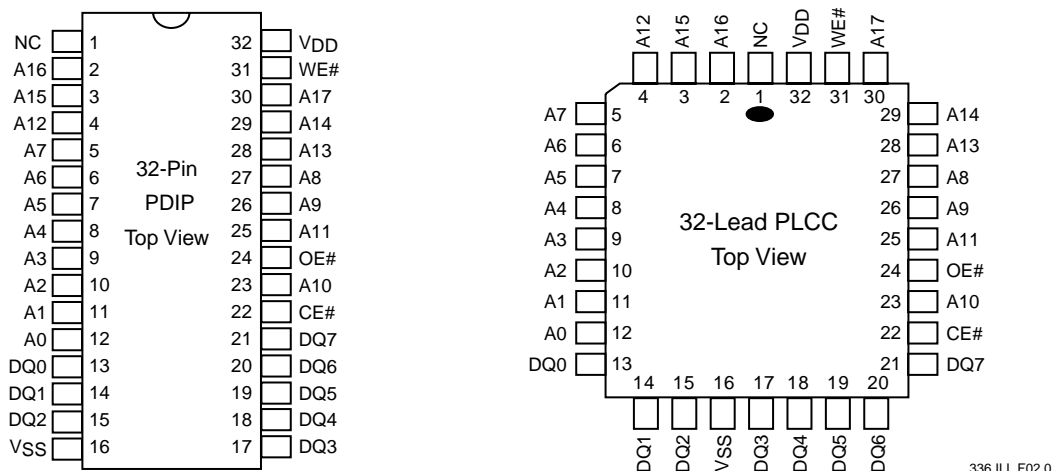 NC 1 32 VDD
A16 2 31 WE#
A15 3 30 A17
A12 4 29 A14
A7 5 28 A13
A6 6 27 A8
A5 7 26 A9
A4 8 25 A11
A3 9 24 OE#
A2 10 23 A10
A1 11 22 CE#
A0 12 21 DQ7
DQ0 13 20 DQ6
DQ1 14 19 DQ5
DQ2 15 18 DQ4
VSS 16 17 DQ3
32-Pin
PDIP
Top View
A12 A15 A16 NC VDD WE# A17
4 3 2 1 32 31 30
A7 5 29 A14
A6 6 28 A13
A5 7 27 A8
A4 8 26 A9
A3 9 25 A11
A2 10 24 OE#
A1 11 23 A10
A0 12 22 CE#
DQ0 13 21 DQ7
32-Lead PLCC
Top View
14 15 16 17 18 19 20
DQ1 DQ2 VSS DQ3 DQ4 DQ5 DQ6
336 ILL F02.0